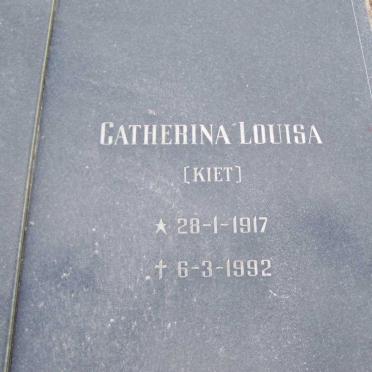 CATHERINA LOUISA
[KIET]
★ 28-1-1917
✝ 6-3-1992